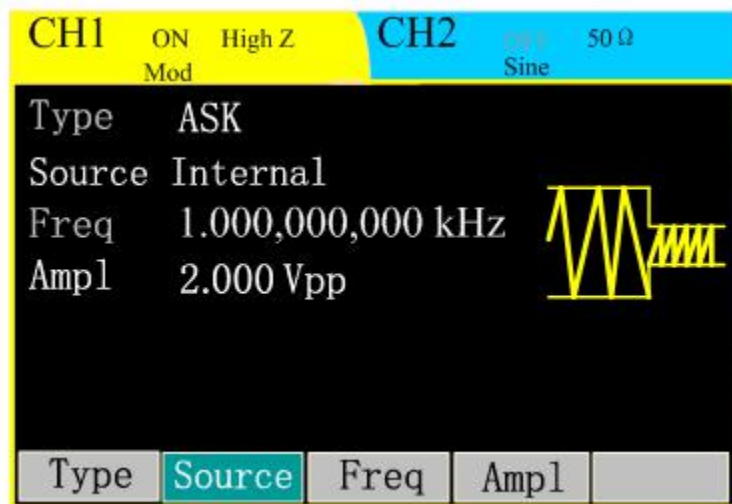 CH1 ON High Z
Mod
CH2 OFF 50 Ω
Sine
Type ASK
Source Internal
Freq 1.000,000,000 kHz
Ampl 2.000 Vpp
Type Source Freq Ampl